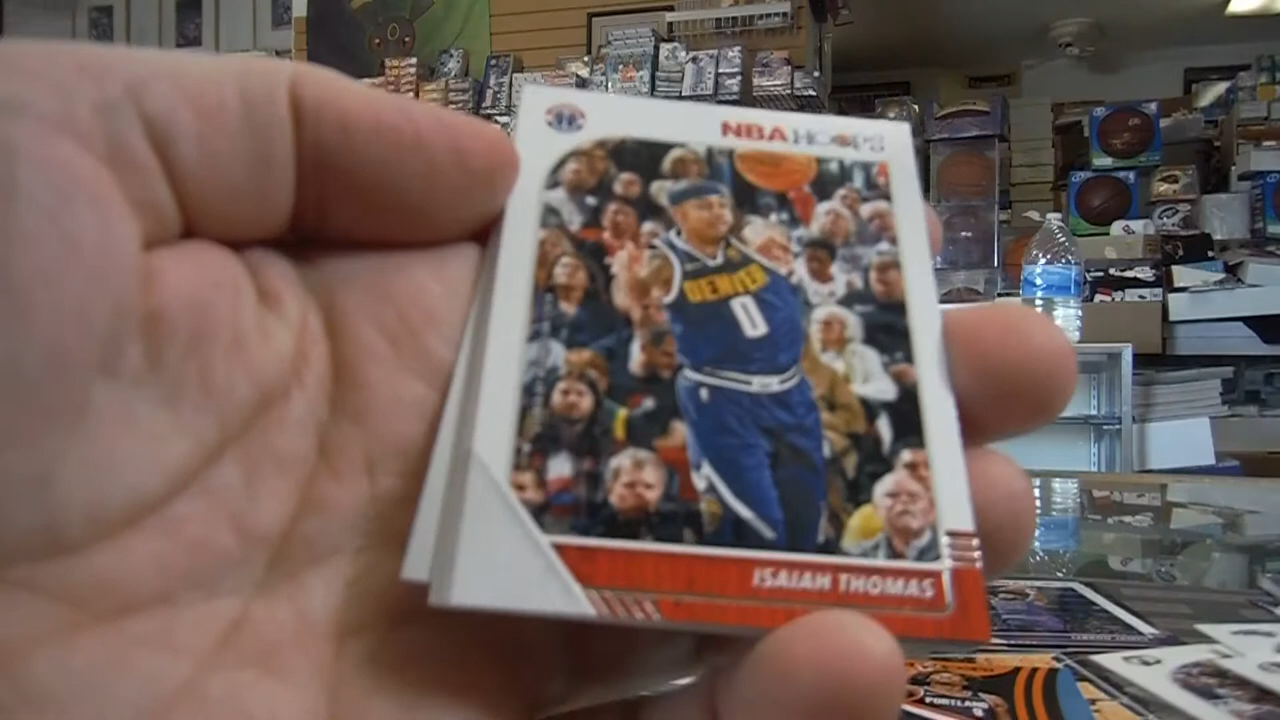 NBA HOOPS
DENVER
0
ISAIAH THOMAS
PORTLAND